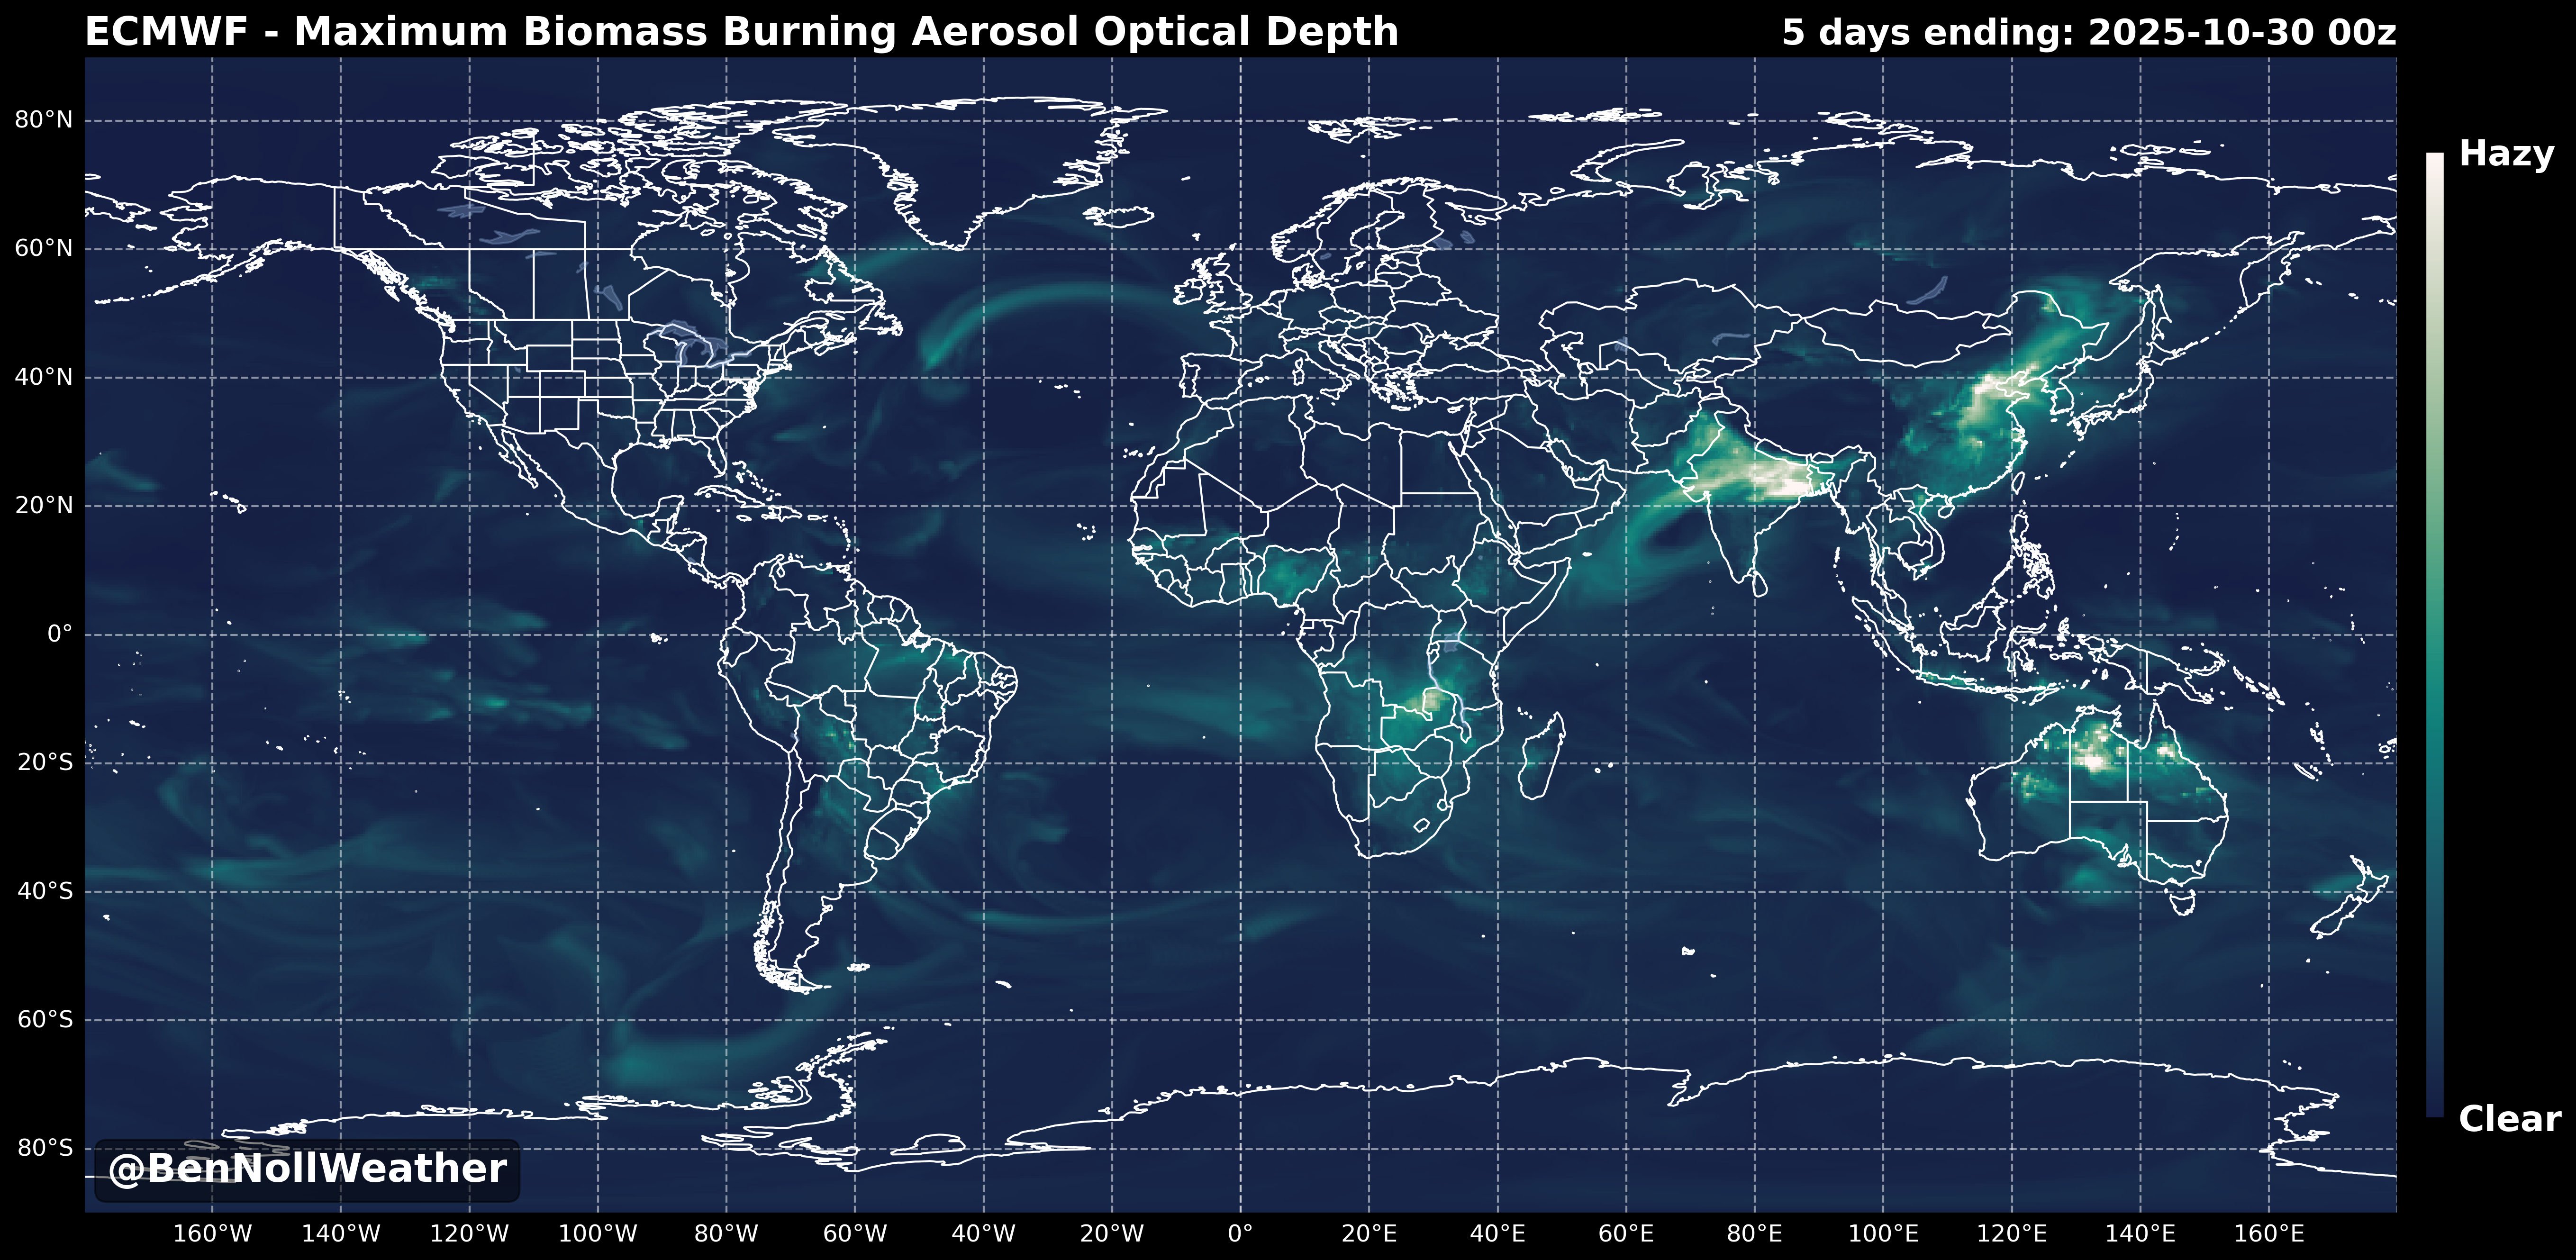 ECMWF - Maximum Biomass Burning Aerosol Optical Depth
5 days ending: 2025-10-30 00z
80°N
60°N
40°N
20°N
0°
20°S
40°S
60°S
80°S
Hazy
Clear
@BenNollWeather
160°W 140°W 120°W 100°W 80°W 60°W 40°W 20°W 0° 20°E 40°E 60°E 80°E 100°E 120°E 140°E 160°E